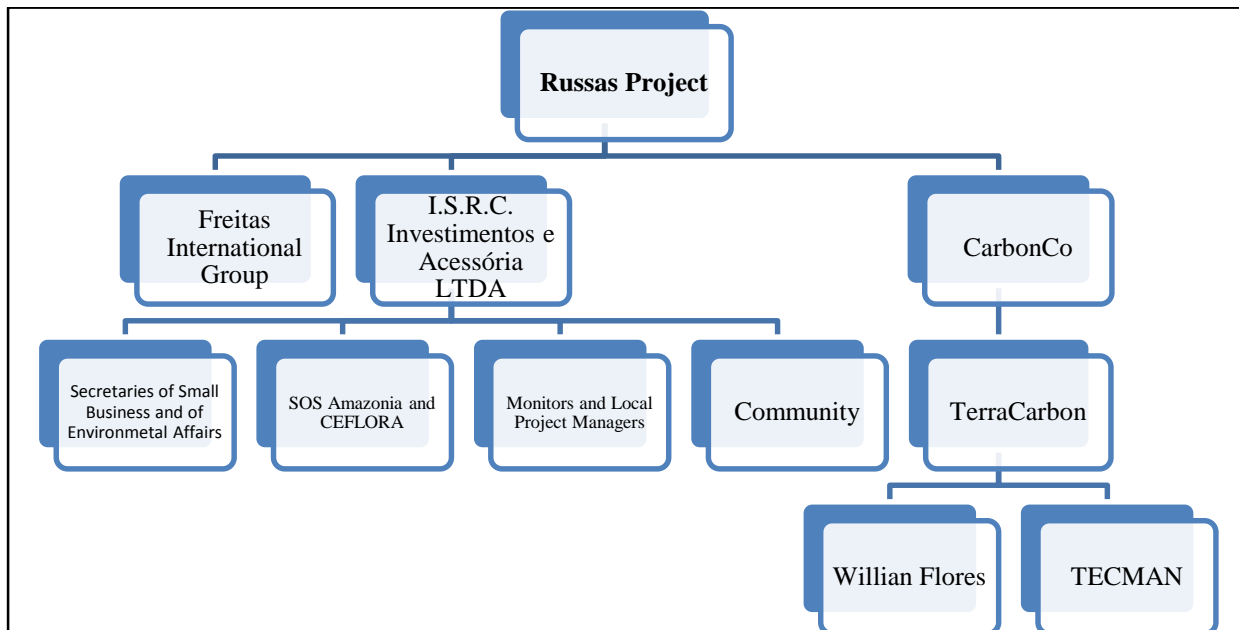 Russas Project
Freitas
International
Group
I.S.R.C.
Investimentos e
Acessória
LTDA
CarbonCo
Secretaries of Small
Business and of
Environmetal Affairs
SOS Amazonia and
CEFLORA
Monitors and Local
Project Managers
Community
TerraCarbon
Willian Flores
TECMAN